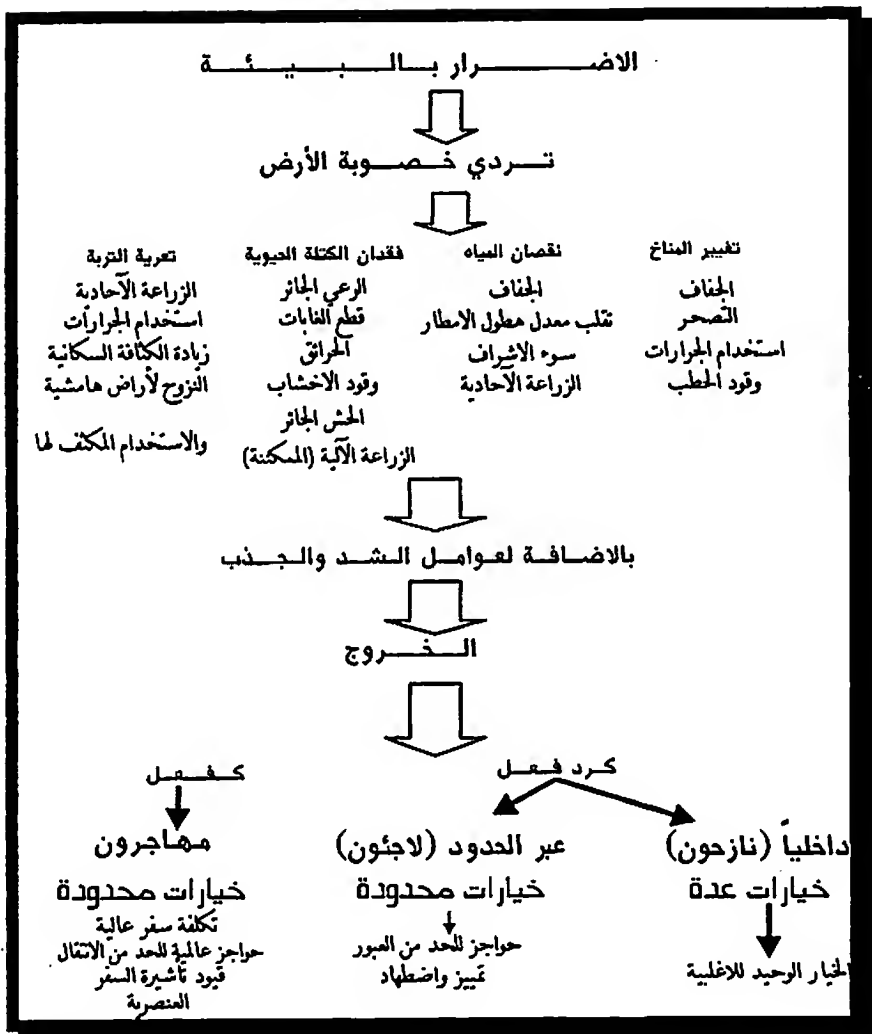 الاضرار بالبيئة
تردي خصوبة الأرض
تغيير المناخ
الجفاف
التصحر
استخدام الجرارات
وقود الحطب
نقصان المياه
الجفاف
تقلب معدل هطول الامطار
سوء الاشراف
الزراعة الآحادية
فقدان الكتلة الحيوية
الرعي الجائر
قطع الغابات
الحرائق
وقود الاخشاب
الحش الجائر
الزراعة الآلية (الممكننة)
تعرية التربة
الزراعة الآحادية
استخدام الجرارات
زيادة الكثافة السكانية
النزوح لأراض هامشية
والاستخدام المكثف لها
بالاضافة لعوامل الشد والجذب
الخروج
كرد فعل
كفعل
داخلياً (نازحون)
خيارات عدة
الخيار الوحيد للاغلبية
عبر الحدود (لاجئون)
خيارات محدودة
حواجز للحد من العبور
تمييز واضطهاد
مهاجرون
خيارات محدودة
تكلفة سفر عالية
حواجز عالمية للحد من الانتقال
قيود تأشيرة السفر
العنصرية